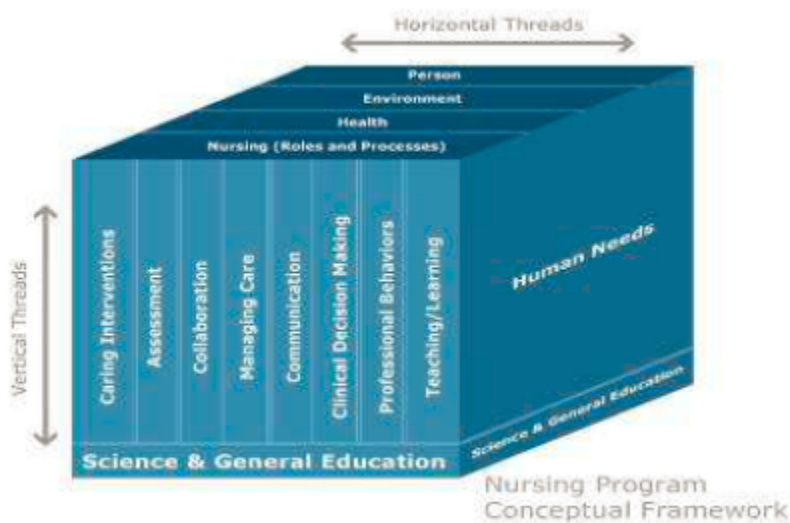 Horizontal Threads
Person
Environment
Health
Nursing (Roles and Processes)
Vertical Threads
Caring Interventions
Assessment
Collaboration
Managing Care
Communication
Clinical Decision Making
Professional Behaviors
Teaching/Learning
Human Needs
Science & General Education
Science & General Education
Nursing Program
Conceptual Framework